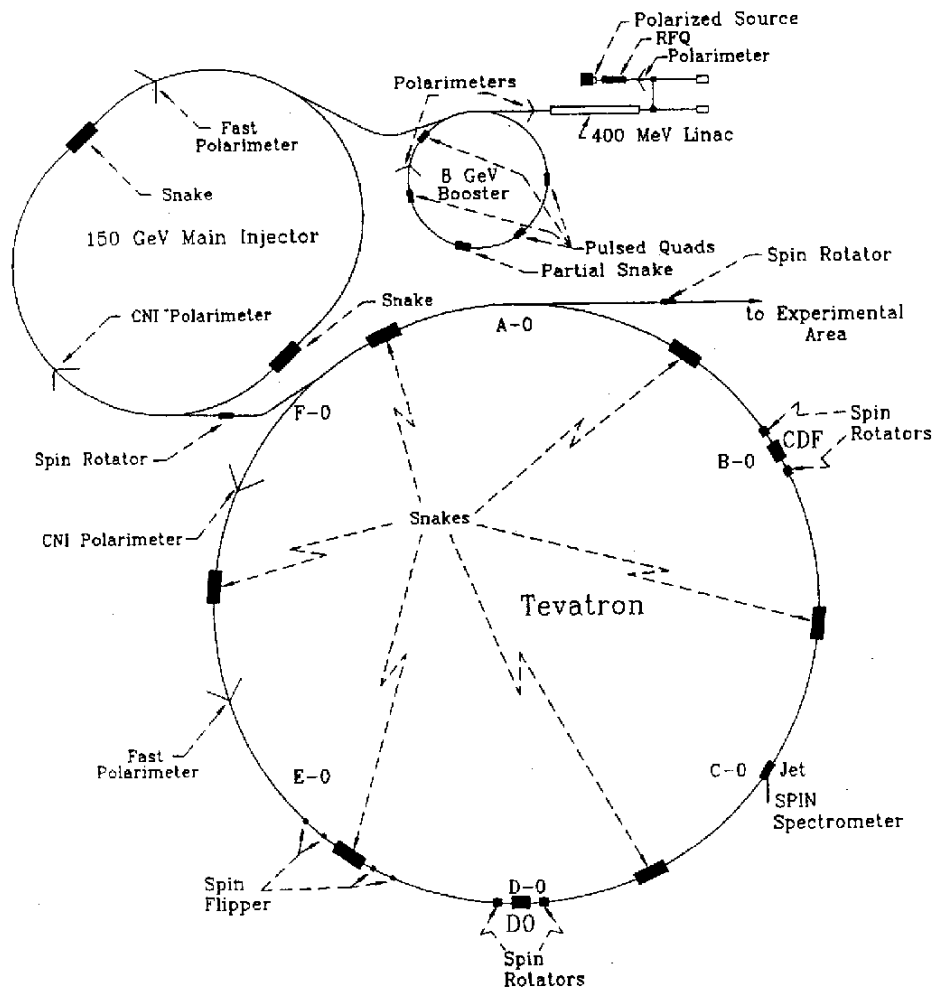 Polarized Source
RFQ
Polarimeter
Polarimeters
400 MeV Linac
Fast
Polarimeter
Snake
8 GeV
Booster
150 GeV Main Injector
Pulsed Quads
Partial Snake
Spin Rotator
CNI Polarimeter
Snake
A-0
to Experimental
Area
F-0
Spin
Rotators
CDF
B-0
Spin Rotator
Snakes
CNI Polarimeter
Tevatron
Fast
Polarimeter
E-0
C-0
Jet
SPIN
Spectrometer
Spin
Flipper
D-0
D0
Spin
Rotators